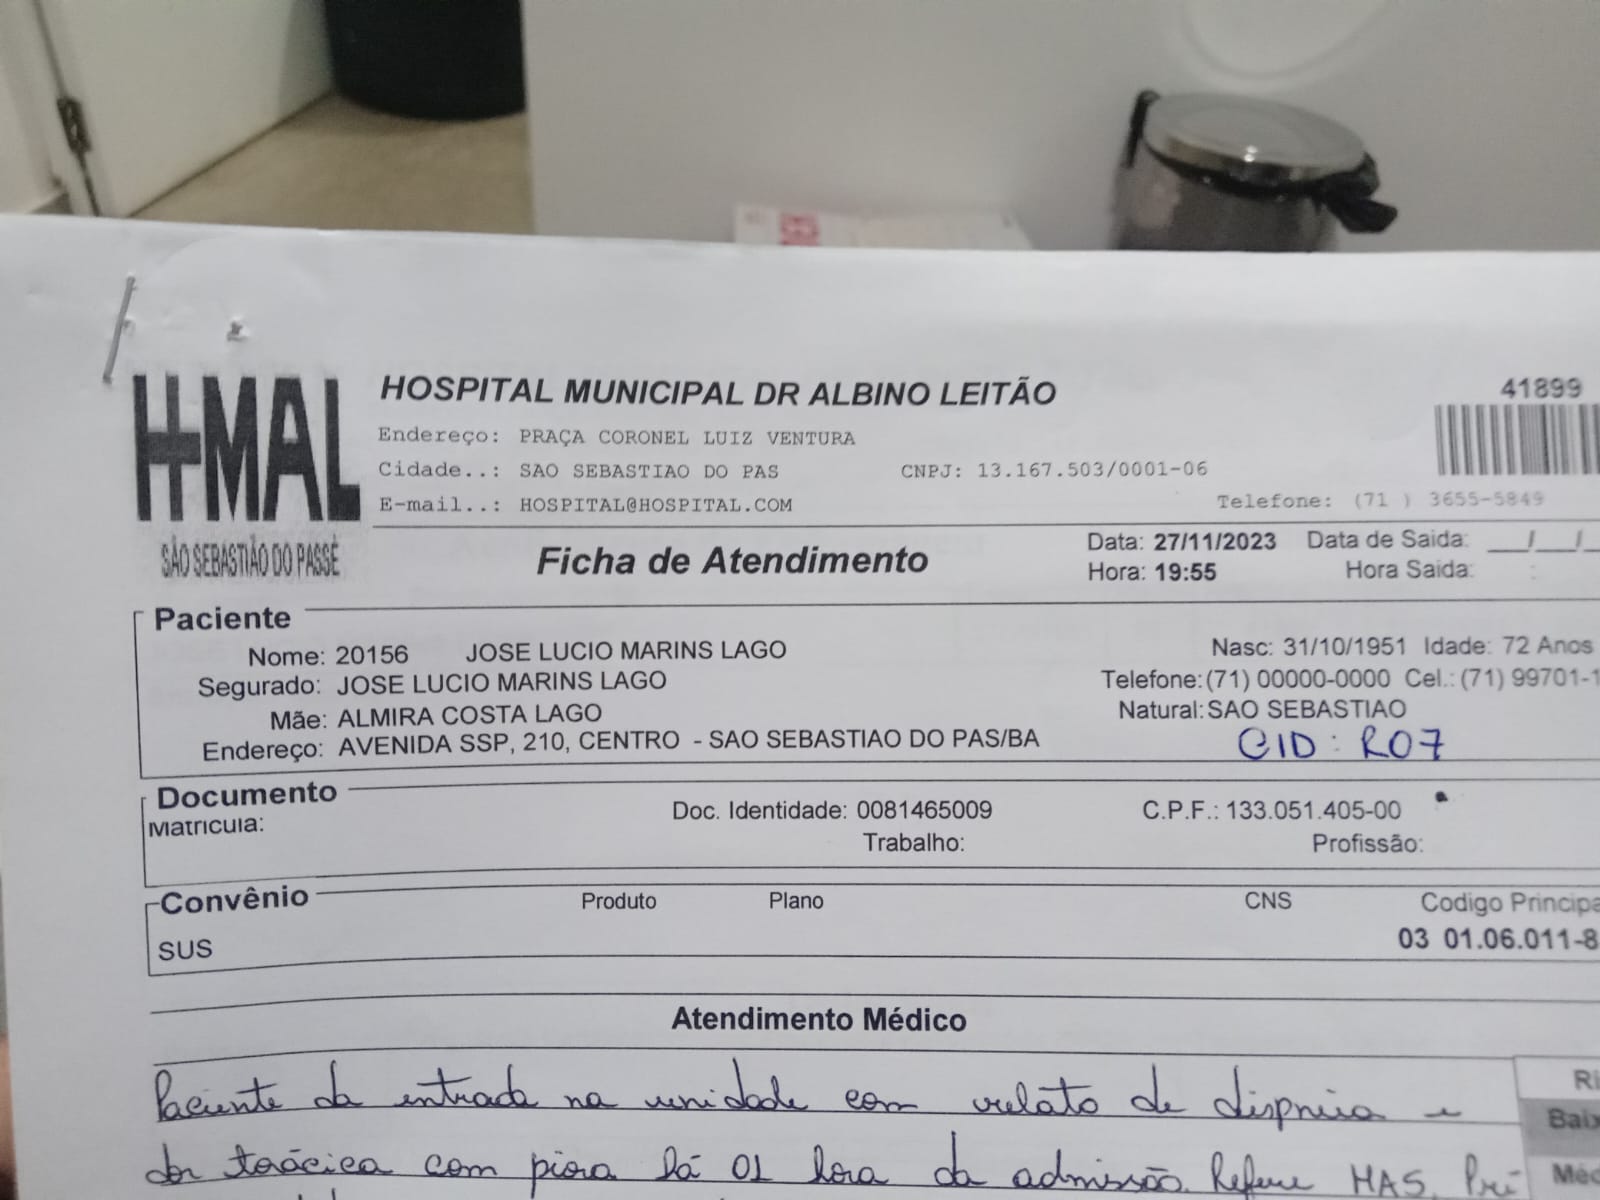 41899
HMAL
SÃO SEBASTIÃO DO PASSÉ
HOSPITAL MUNICIPAL DR ALBINO LEITÃO
Endereço: PRAÇA CORONEL LUIZ VENTURA
Cidade..: SAO SEBASTIAO DO PAS CNPJ: 13.167.503/0001-06
E-mail..: HOSPITAL@HOSPITAL.COM Telefone: (71 ) 3655-5849
Ficha de Atendimento
Data: 27/11/2023 Data de Saida: __/__/_
Hora: 19:55 Hora Saida: :
Paciente
Nome: 20156 JOSE LUCIO MARINS LAGO Nasc: 31/10/1951 Idade: 72 Anos
Segurado: JOSE LUCIO MARINS LAGO Telefone:(71) 00000-0000 Cel.:(71) 99701-1
Mãe: ALMIRA COSTA LAGO Natural:SAO SEBASTIAO
Endereço: AVENIDA SSP, 210, CENTRO - SAO SEBASTIAO DO PAS/BA CID: R07
Documento
Matricula: Doc. Identidade: 0081465009 C.P.F.: 133.051.405-00
Trabalho: Profissão:
Convênio Produto Plano CNS Codigo Principa
SUS 03 01.06.011-8
Atendimento Médico
Paciente da entrada na unidade com relato de dispneia e
dor torácica com piora há 01 hora da admissão. Refere HAS, Pré
Ri
Baix
Méd